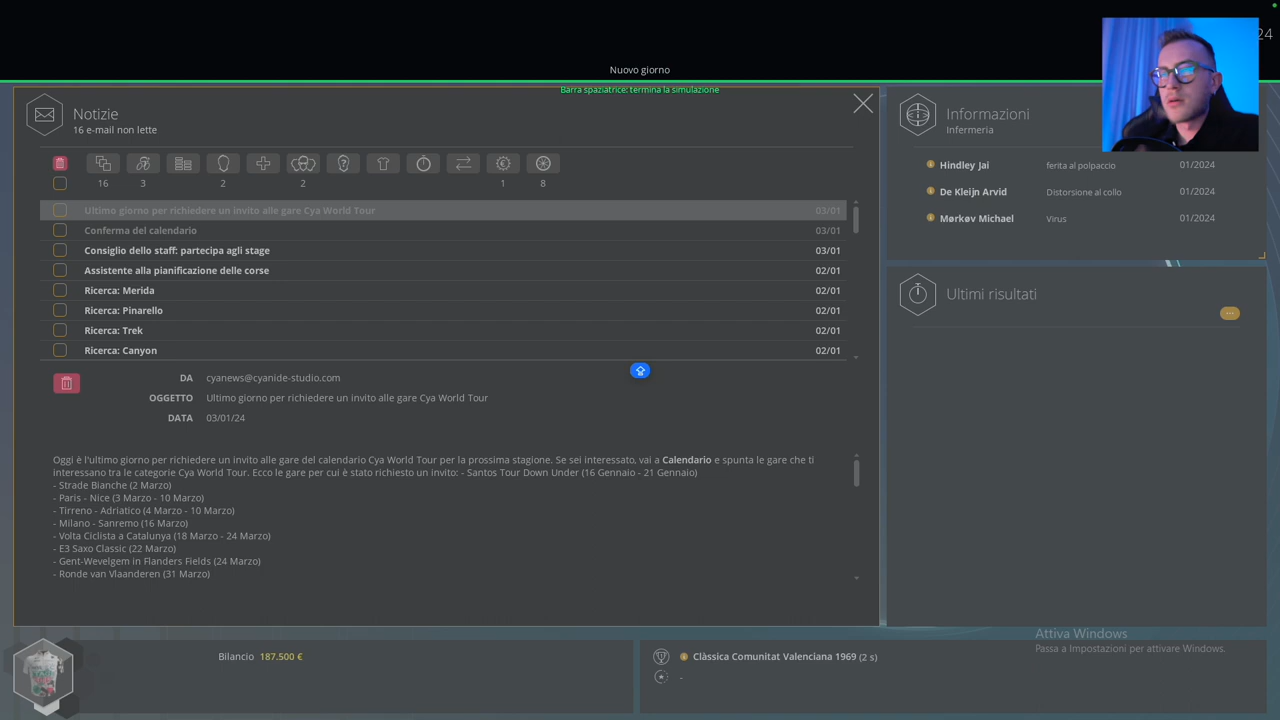 24
Nuovo giorno
Barra spaziatrice: termina la simulazione
Notizie
16 e-mail non lette
16 3 2 2 1 8
Ultimo giorno per richiedere un invito alle gare Cya World Tour 03/01
Conferma del calendario 03/01
Consiglio dello staff: partecipa agli stage 03/01
Assistente alla pianificazione delle corse 02/01
Ricerca: Merida 02/01
Ricerca: Pinarello 02/01
Ricerca: Trek 02/01
Ricerca: Canyon 02/01
DA cyanews@cyanide-studio.com
OGGETTO Ultimo giorno per richiedere un invito alle gare Cya World Tour
DATA 03/01/24
Oggi è l'ultimo giorno per richiedere un invito alle gare del calendario Cya World Tour per la prossima stagione. Se sei interessato, vai a Calendario e spunta le gare che ti
interessano tra le categorie Cya World Tour. Ecco le gare per cui è stato richiesto un invito: - Santos Tour Down Under (16 Gennaio - 21 Gennaio)
- Strade Bianche (2 Marzo)
- Paris - Nice (3 Marzo - 10 Marzo)
- Tirreno - Adriatico (4 Marzo - 10 Marzo)
- Milano - Sanremo (16 Marzo)
- Volta Ciclista a Catalunya (18 Marzo - 24 Marzo)
- E3 Saxo Classic (22 Marzo)
- Gent-Wevelgem in Flanders Fields (24 Marzo)
- Ronde van Vlaanderen (31 Marzo)
Informazioni
Infermeria
Hindley Jai ferita al polpaccio 01/2024
De Kleijn Arvid Distorsione al collo 01/2024
Mørkøv Michael Virus 01/2024
Ultimi risultati
...
Attiva Windows
Passa a Impostazioni per attivare Windows.
Bilancio 187.500 €
Clàssica Comunitat Valenciana 1969 (2 s)
-